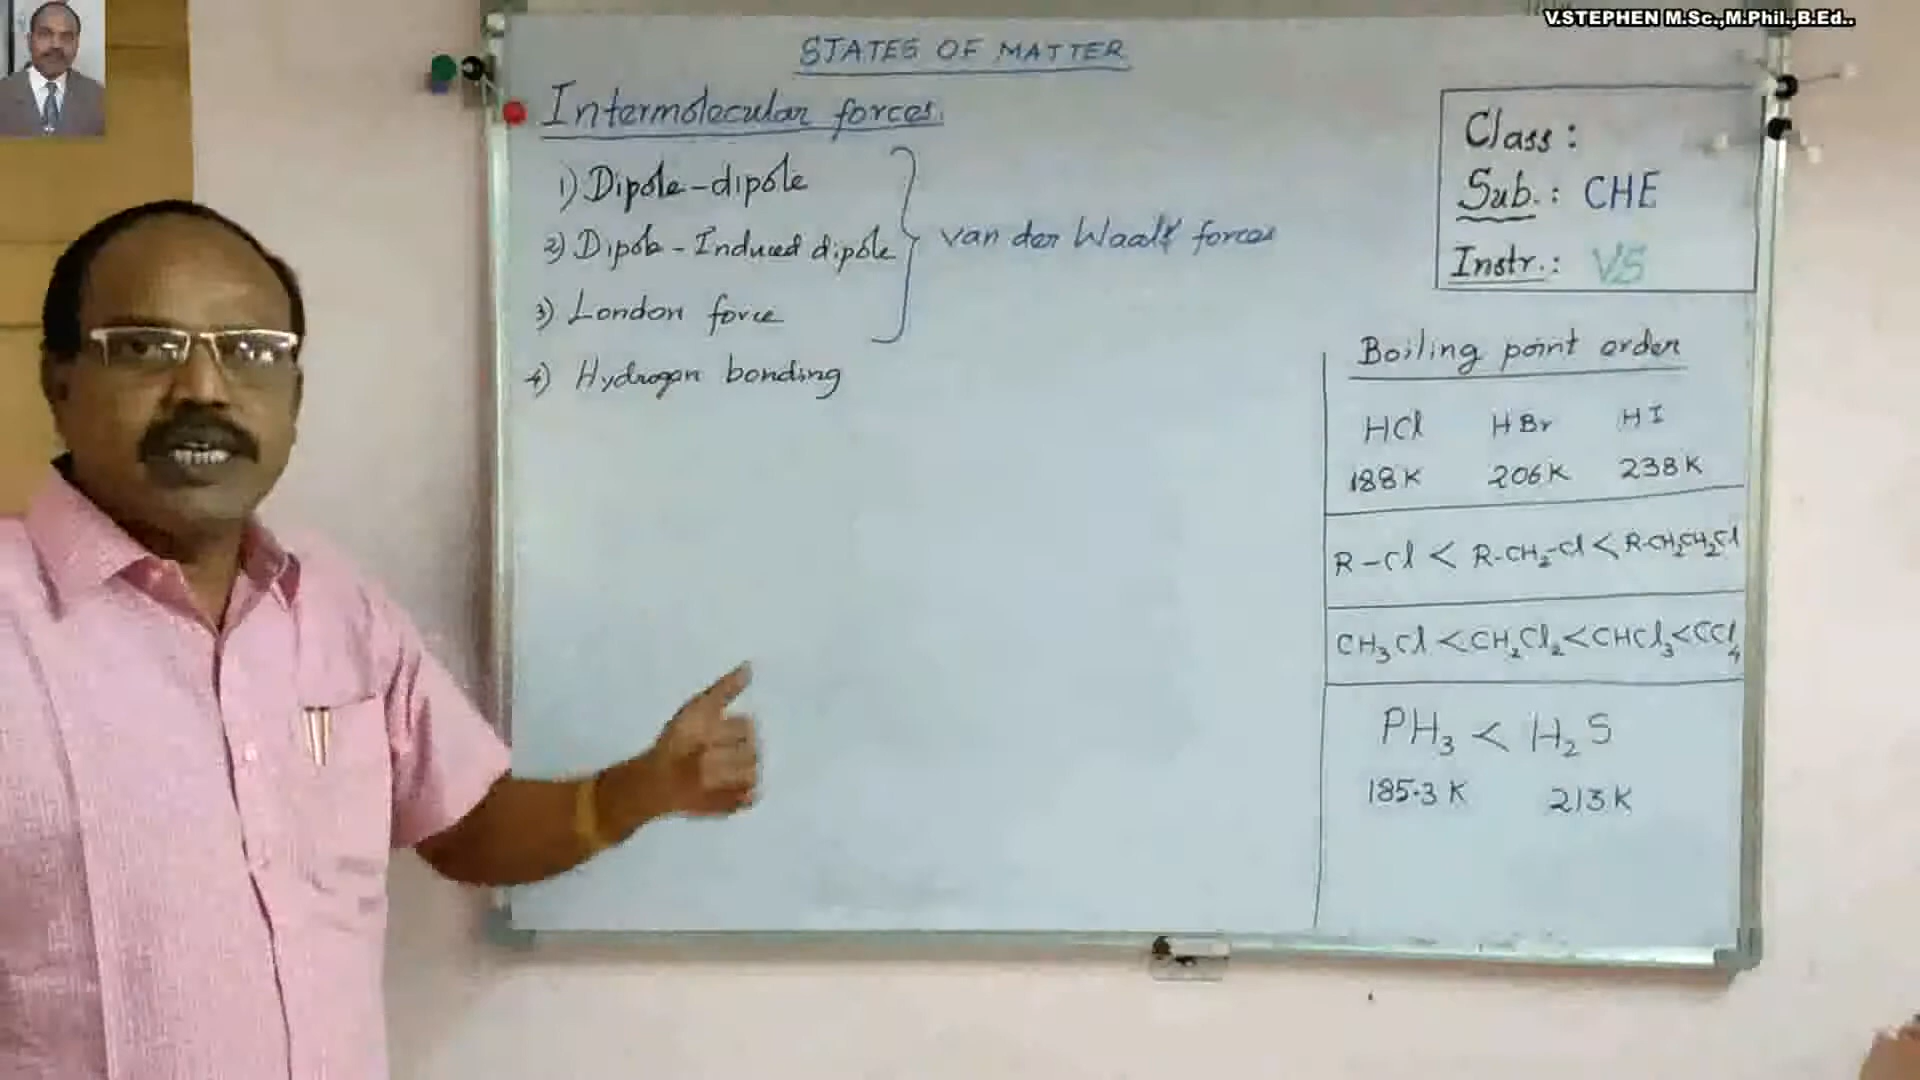 V.STEPHEN M.Sc.,M.Phil.,B.Ed..
STATES OF MATTER
Intermolecular forces.
1) Dipole-dipole
2) Dipole-Induced dipole
van der Waals forces
3) London force
4) Hydrogen bonding
Class :
Sub. : CHE
Instr. : VS
Boiling point order
HCl HBr HI
188K 206K 238K
R-Cl < R-CH₂-Cl < R-CH₂CH₂Cl
CH₃Cl < CH₂Cl₂ < CHCl₃ < CCl₄
PH₃ < H₂S
185.3 K 213K